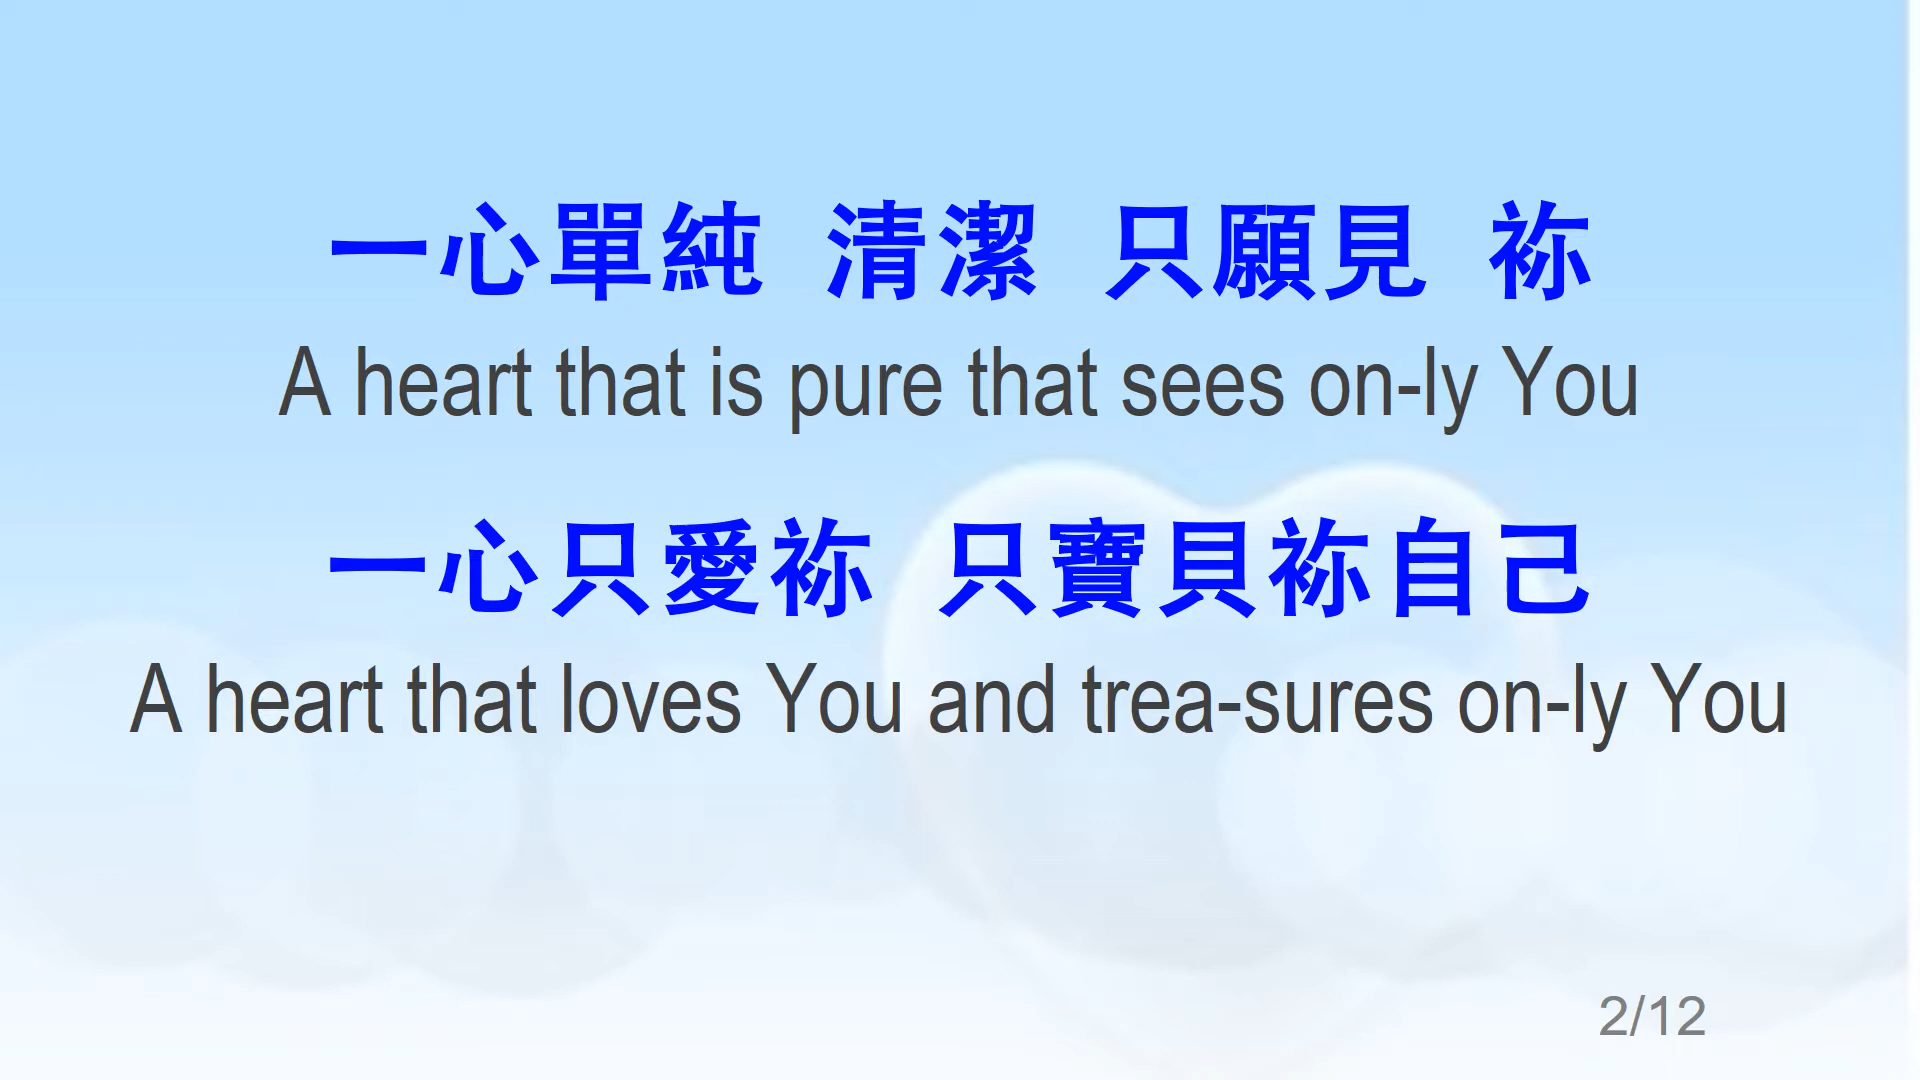 一心單純 清潔 只願見 祢
A heart that is pure that sees on-ly You
一心只愛祢 只寶貝祢自己
A heart that loves You and trea-sures on-ly You
2/12